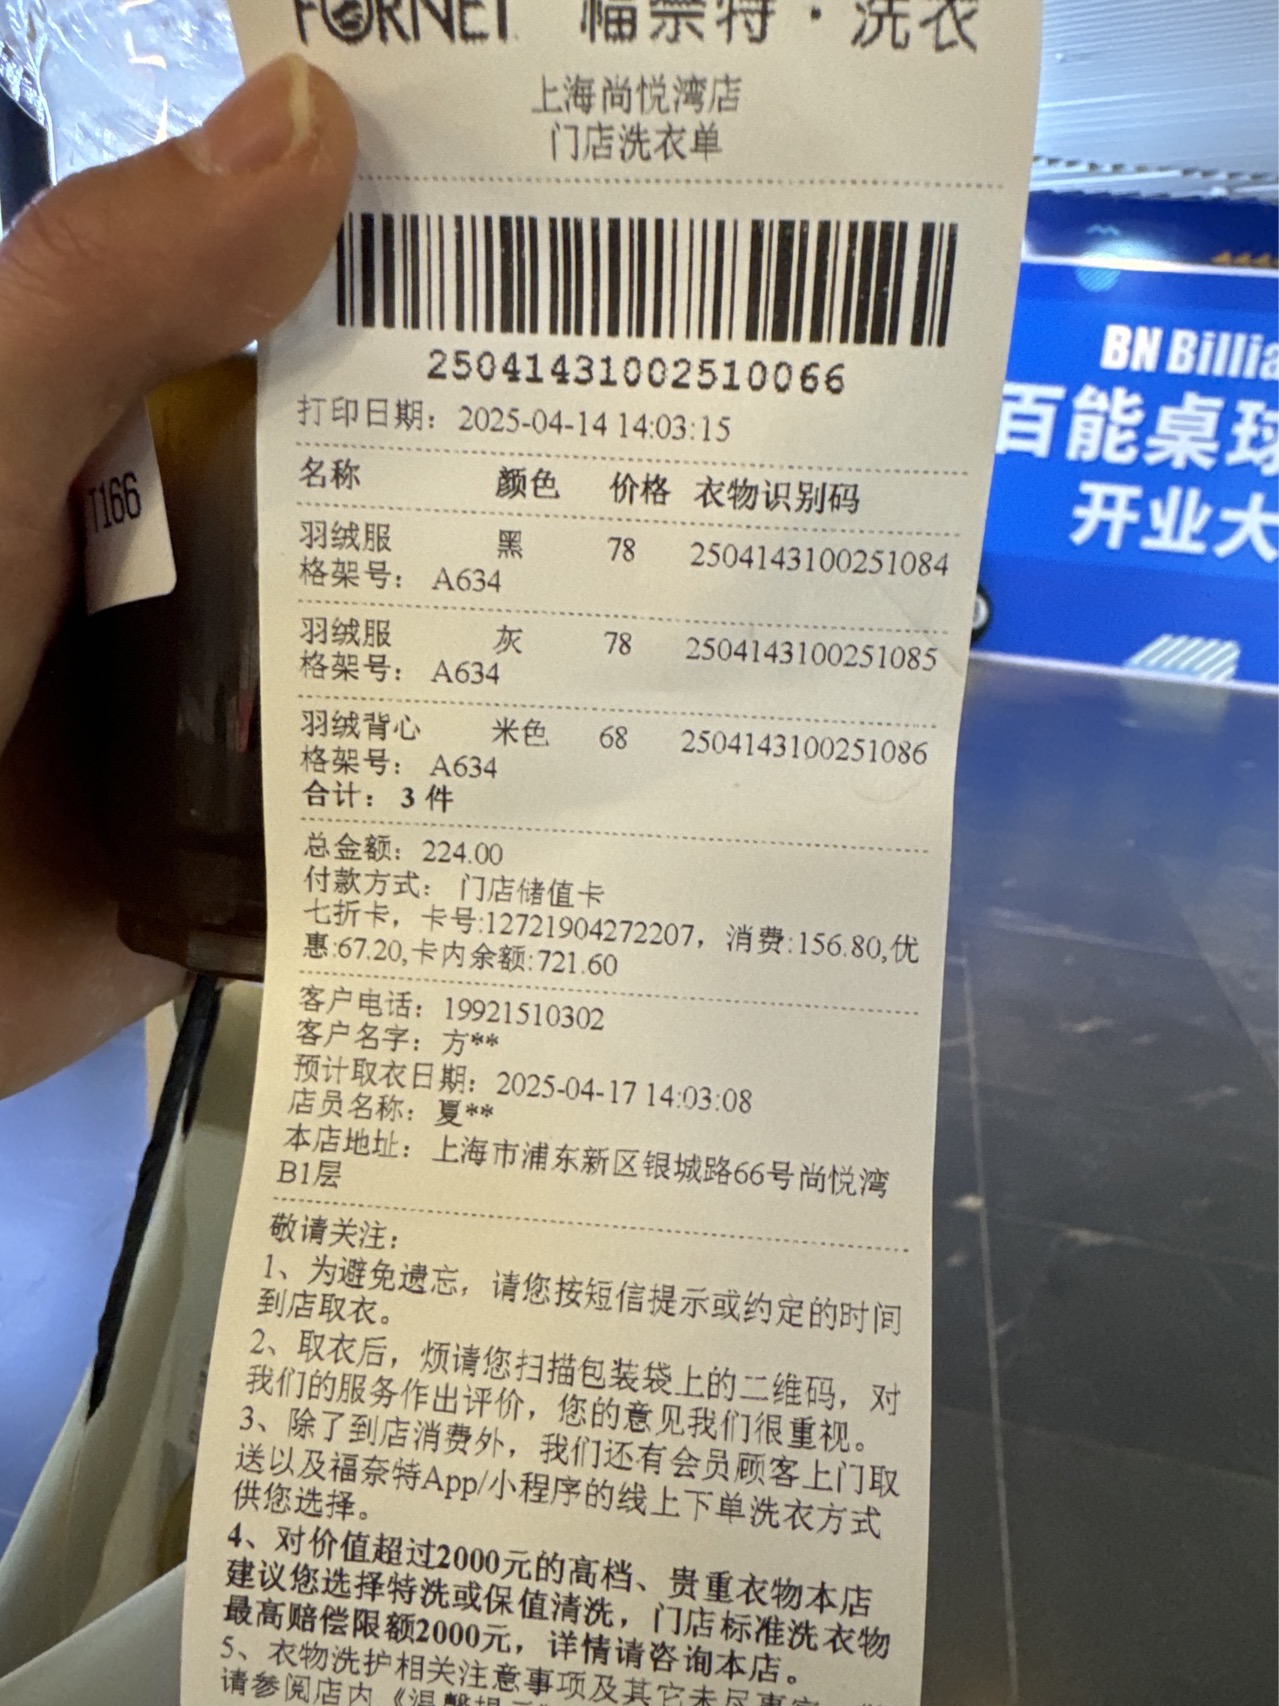 FORNET 福奈特·洗衣
上海尚悦湾店
门店洗衣单
25041431002510066
打印日期： 2025-04-14 14:03:15
名称 颜色 价格 衣物识别码
羽绒服 黑 78 2504143100251084
格架号： A634
羽绒服 灰 78 2504143100251085
格架号： A634
羽绒背心 米色 68 2504143100251086
格架号： A634
合计： 3 件
总金额： 224.00
付款方式： 门店储值卡
七折卡，卡号:12721904272207，消费:156.80,优
惠:67.20,卡内余额:721.60
客户电话： 19921510302
客户名字： 方**
预计取衣日期： 2025-04-17 14:03:08
店员名称： 夏**
本店地址： 上海市浦东新区银城路66号尚悦湾
B1层
敬请关注：
1、为避免遗忘，请您按短信提示或约定的时间
到店取衣。
2、取衣后，烦请您扫描包装袋上的二维码，对
我们的服务作出评价，您的意见我们很重视。
3、除了到店消费外，我们还有会员顾客上门取
送以及福奈特App/小程序的线上下单洗衣方式
供您选择。
4、对价值超过2000元的高档、贵重衣物本店
建议您选择特洗或保值清洗，门店标准洗衣物
最高赔偿限额2000元，详情请咨询本店。
5、衣物洗护相关注意事项及其它未尽事宜，
请参阅店内《温馨提示
T166
BN Billia
百能桌球
开业大